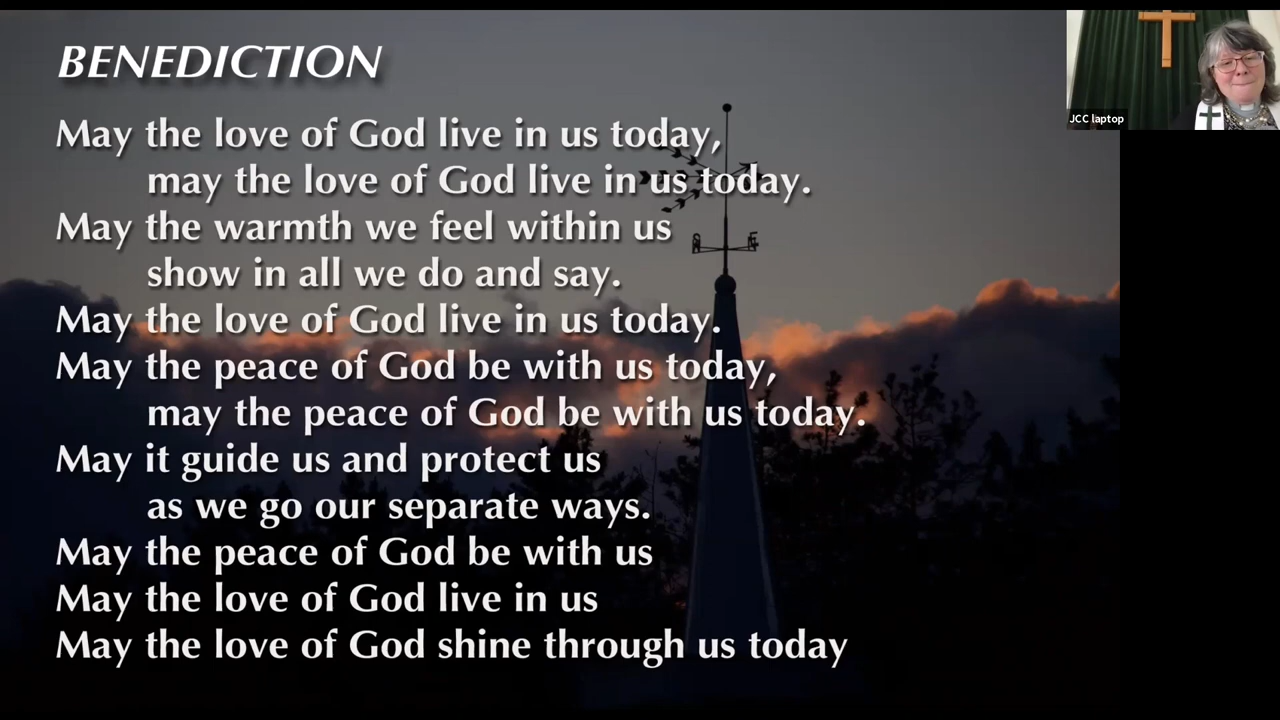 BENEDICTION
May the love of God live in us today,
may the love of God live in us today.
May the warmth we feel within us
show in all we do and say.
May the love of God live in us today.
May the peace of God be with us today,
may the peace of God be with us today.
May it guide us and protect us
as we go our separate ways.
May the peace of God be with us
May the love of God live in us
May the love of God shine through us today
JCC laptop